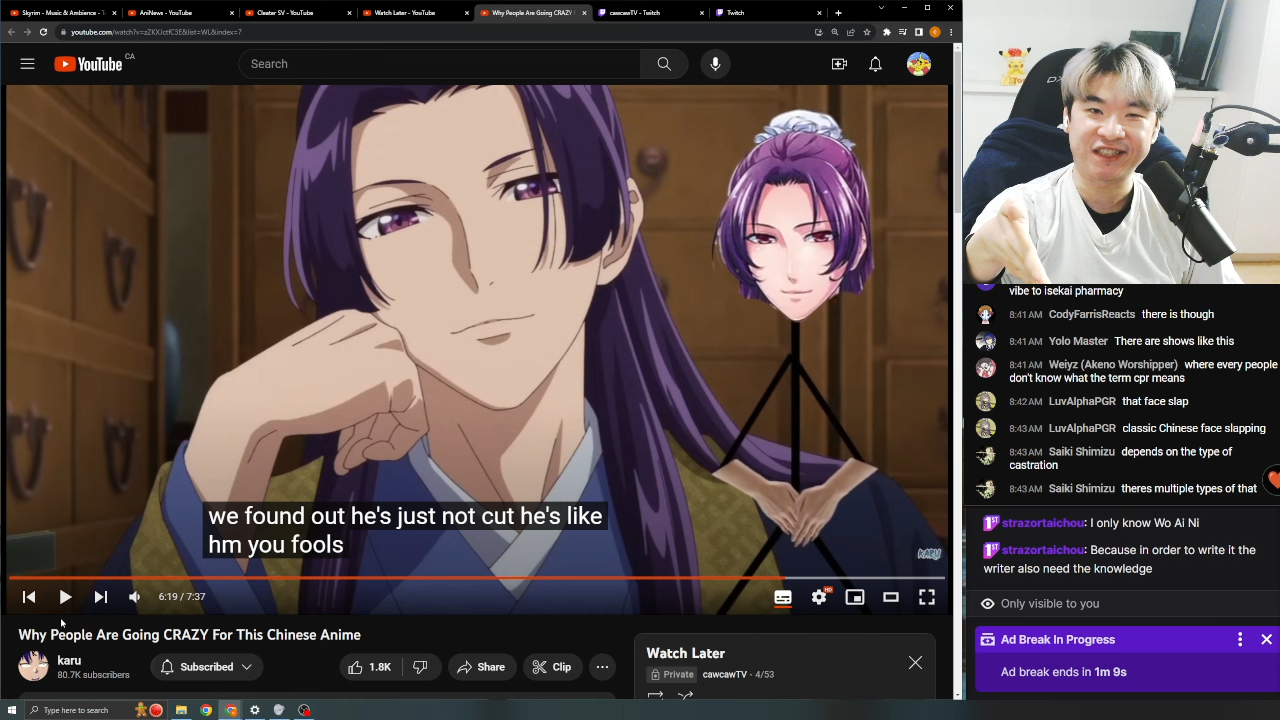 Skyrim - Music & Ambience - T
AniNews - YouTube
Cleater SV - YouTube
Watch Later - YouTube
Why People Are Going CRAZY F
cawcawTV - Twitch
Twitch
youtube.com/watch?v=zZKXJctfC3E&list=WL&index=7
YouTube CA
Search
we found out he's just not cut he's like
hm you fools
KARU
6:19 / 7:37
HD
Why People Are Going CRAZY For This Chinese Anime
karu
80.7K subscribers
Subscribed
1.8K
Share
Clip
Watch Later
Private cawcawTV - 4/53
Type here to search
vibe to isekai pharmacy
8:41 AM CodyFarrisReacts there is though
8:41 AM Yolo Master There are shows like this
8:41 AM Weiyz (Akeno Worshipper) where every people
don't know what the term cpr means
8:42 AM LuvAlphaPGR that face slap
8:43 AM LuvAlphaPGR classic Chinese face slapping
8:43 AM Saiki Shimizu depends on the type of
castration
8:43 AM Saiki Shimizu theres multiple types of that
1ST strazortaichou: I only know Wo Ai Ni
1ST strazortaichou: Because in order to write it the
writer also need the knowledge
Only visible to you
Ad Break In Progress
Ad break ends in 1m 9s